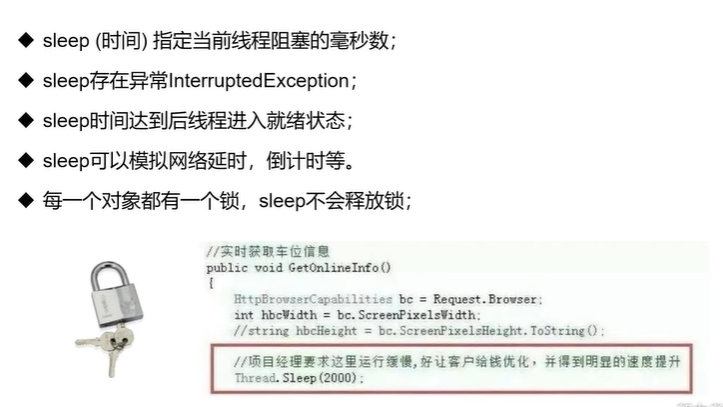 ◆ sleep (时间) 指定当前线程阻塞的毫秒数；
◆ sleep存在异常InterruptedException；
◆ sleep时间达到后线程进入就绪状态；
◆ sleep可以模拟网络延时，倒计时等。
◆ 每一个对象都有一个锁，sleep不会释放锁；
//实时获取车位信息
public void GetOnlineInfo()
{
HttpBrowserCapabilities bc = Request.Browser;
int hbcWidth = bc.ScreenPixelsWidth;
//string hbcHeight = bc.ScreenPixelsHeight.ToString();
//项目经理要求这里运行缓慢,好让客户给钱优化，并得到明显的速度提升
Thread.Sleep(2000);